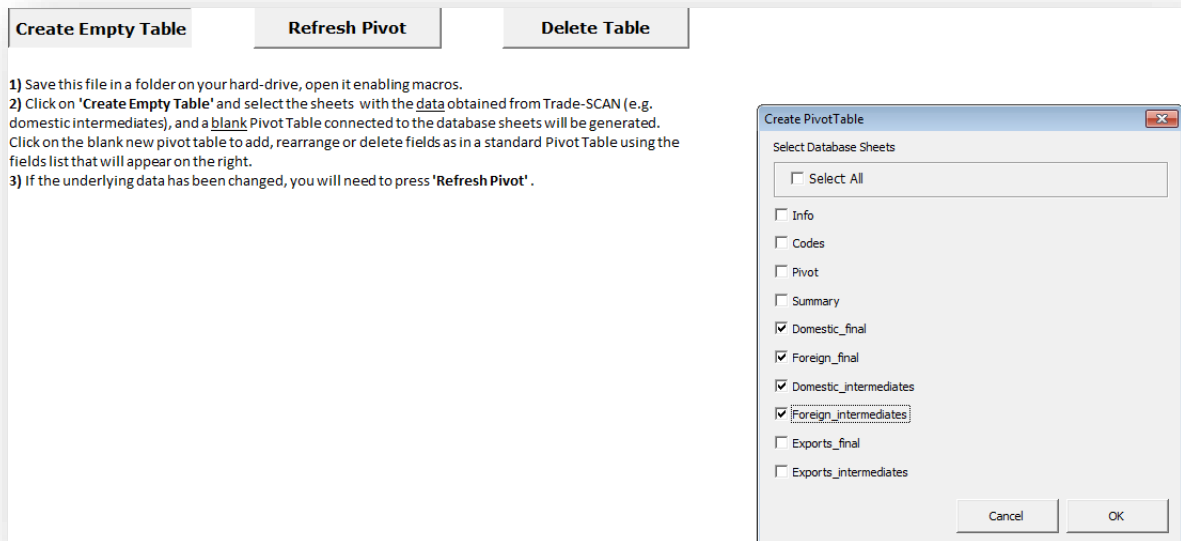 Create Empty Table
Refresh Pivot
Delete Table
1) Save this file in a folder on your hard-drive, open it enabling macros.
2) Click on 'Create Empty Table' and select the sheets with the data obtained from Trade-SCAN (e.g.
domestic intermediates), and a blank Pivot Table connected to the database sheets will be generated.
Click on the blank new pivot table to add, rearrange or delete fields as in a standard Pivot Table using the
fields list that will appear on the right.
3) If the underlying data has been changed, you will need to press 'Refresh Pivot' .
Create PivotTable
Select Database Sheets
Select All
Info
Codes
Pivot
Summary
Domestic_final
Foreign_final
Domestic_intermediates
Foreign_intermediates
Exports_final
Exports_intermediates
Cancel
OK